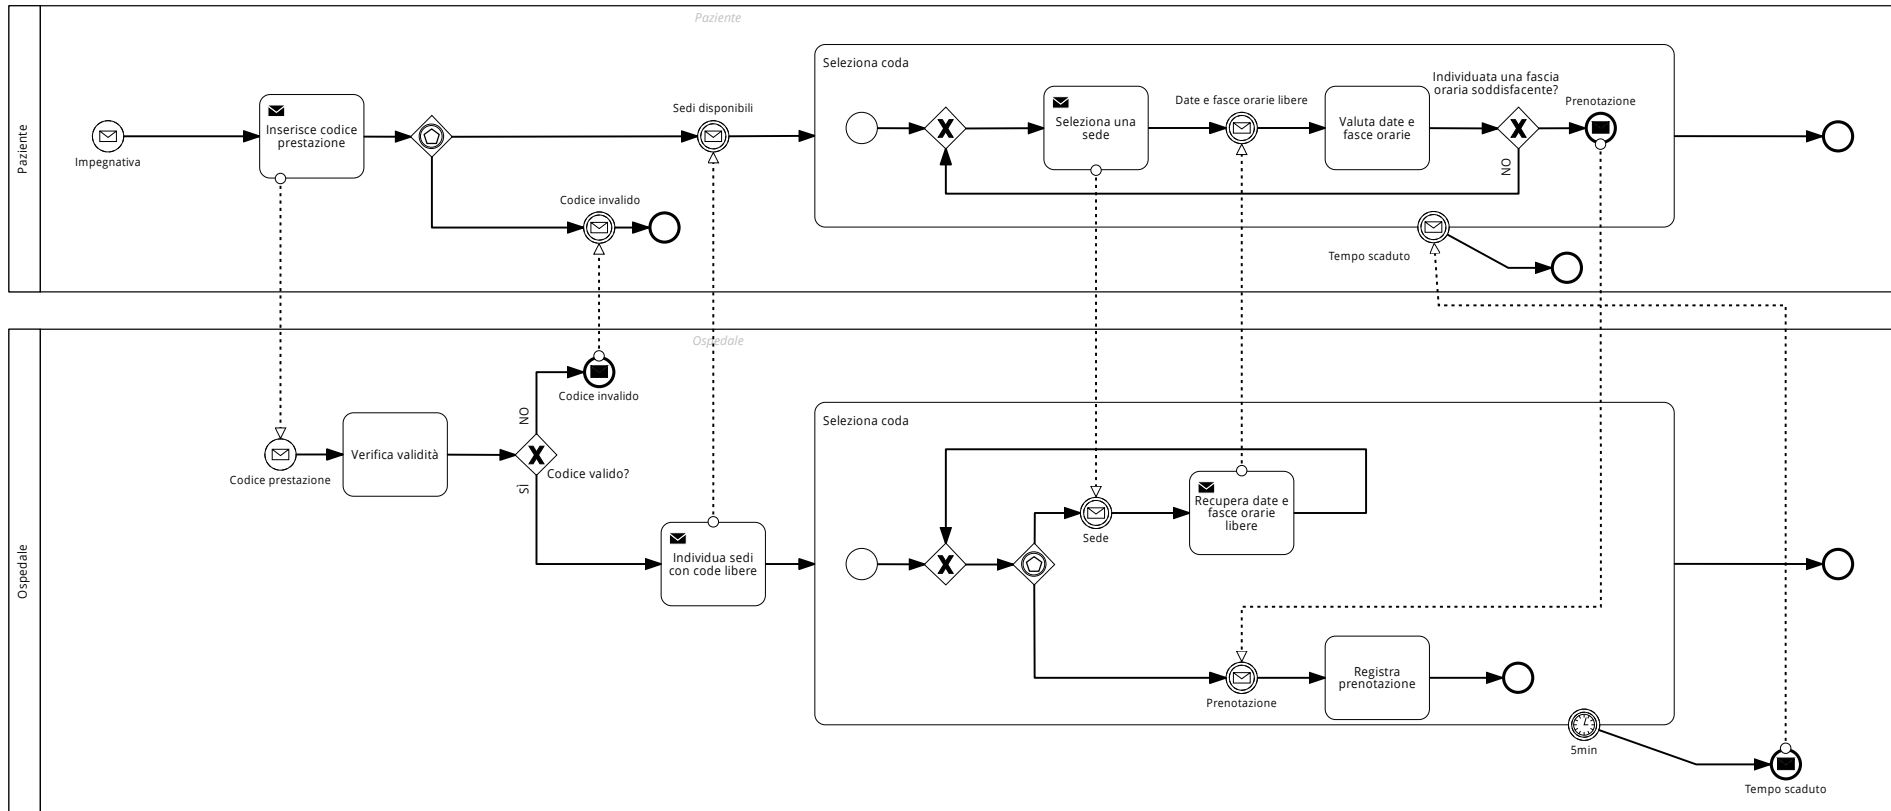 Paziente
Paziente
Impegnativa
Inserisce codice
prestazione
Codice invalido
Sedi disponibili
Seleziona coda
Seleziona una
sede
Date e fasce orarie libere
Valuta date e
fasce orarie
Individuata una fascia
oraria soddisfacente?
NO
Prenotazione
Tempo scaduto
Ospedale
Ospedale
Codice prestazione
Verifica validità
NO
Codice invalido
Codice valido?
SÌ
Individua sedi
con code libere
Seleziona coda
Sede
Recupera date e
fasce orarie
libere
Prenotazione
Registra
prenotazione
5min
Tempo scaduto